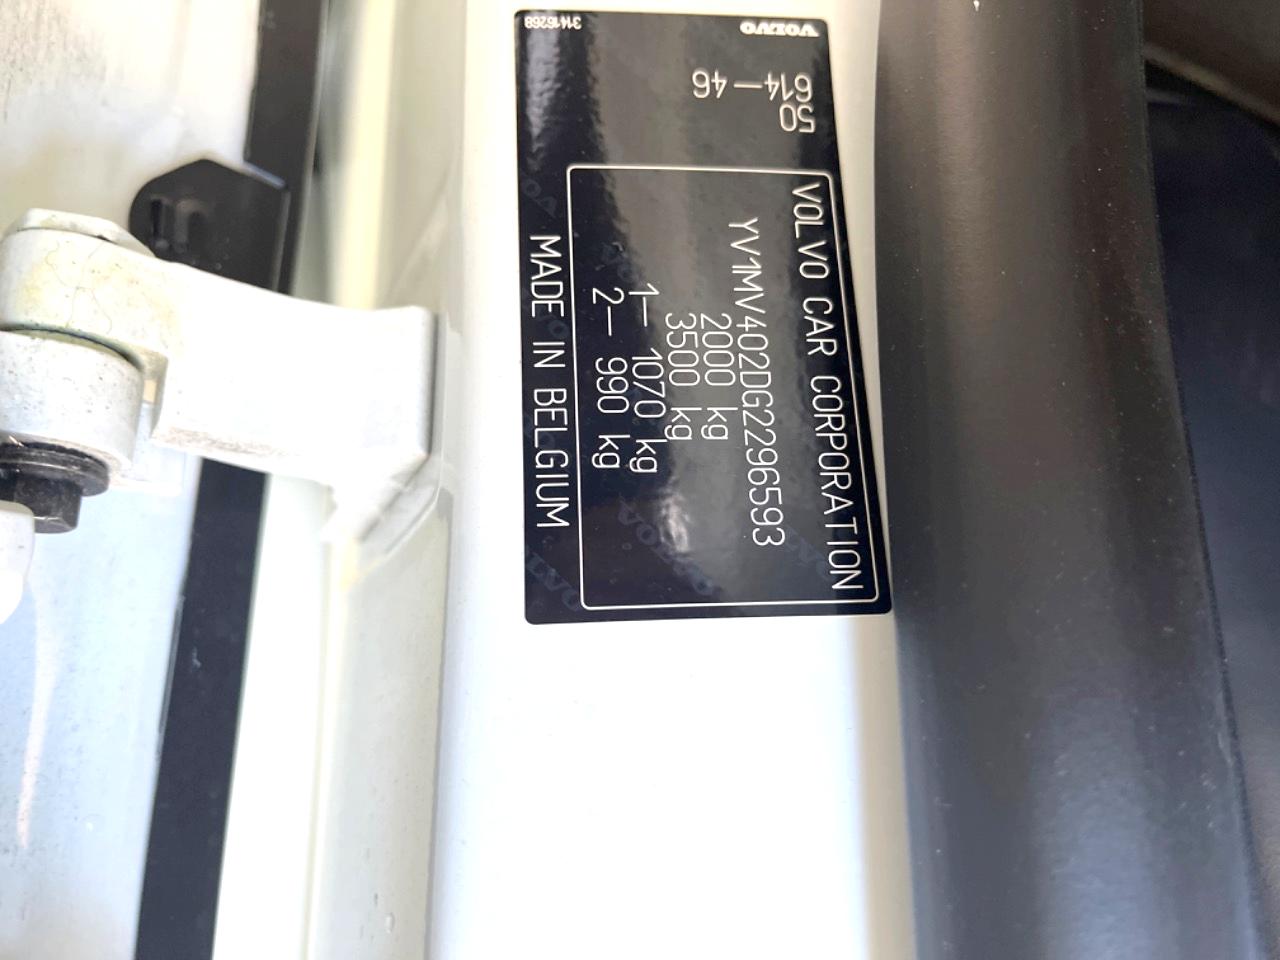 VOLVO CAR CORPORATION
YV1MV402DG2296593
2000 kg
3500 kg
1— 1070 kg
2— 990 kg
MADE IN BELGIUM
VOLVO
614—46
50
31416268